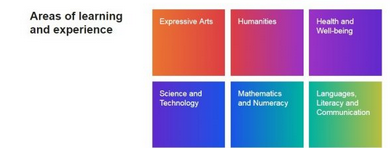 Areas of learning
and experience
Expressive Arts
Humanities
Health and
Well-being
Science and
Technology
Mathematics
and Numeracy
Languages,
Literacy and
Communication